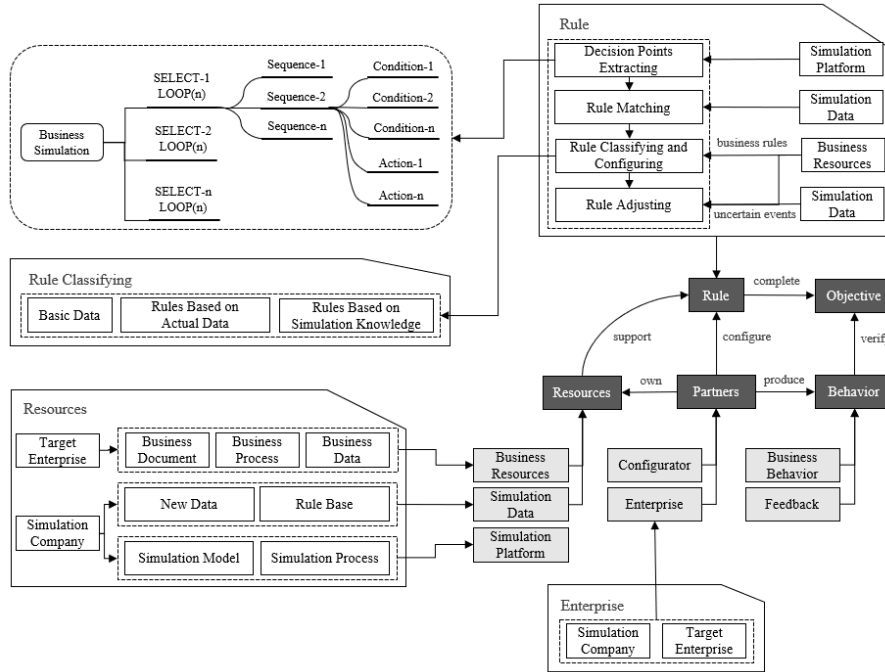 Rule
Decision Points
Extracting
Simulation
Platform
Rule Matching
Simulation
Data
Rule Classifying and
Configuring
business rules
Business
Resources
Rule Adjusting
uncertain events
Simulation
Data
Business
Simulation
SELECT-1
LOOP(n)
SELECT-2
LOOP(n)
SELECT-n
LOOP(n)
Sequence-1
Sequence-2
Sequence-n
Condition-1
Condition-2
Condition-n
Action-1
Action-n
Rule Classifying
Basic Data
Rules Based on
Actual Data
Rules Based on
Simulation Knowledge
Rule
complete
Objective
support
configure
verify
Resources
own
Partners
produce
Behavior
Resources
Target
Enterprise
Business
Document
Business
Process
Business
Data
Simulation
Company
New Data
Rule Base
Simulation Model
Simulation Process
Business
Resources
Simulation
Data
Simulation
Platform
Configurator
Enterprise
Business
Behavior
Feedback
Enterprise
Simulation
Company
Target
Enterprise